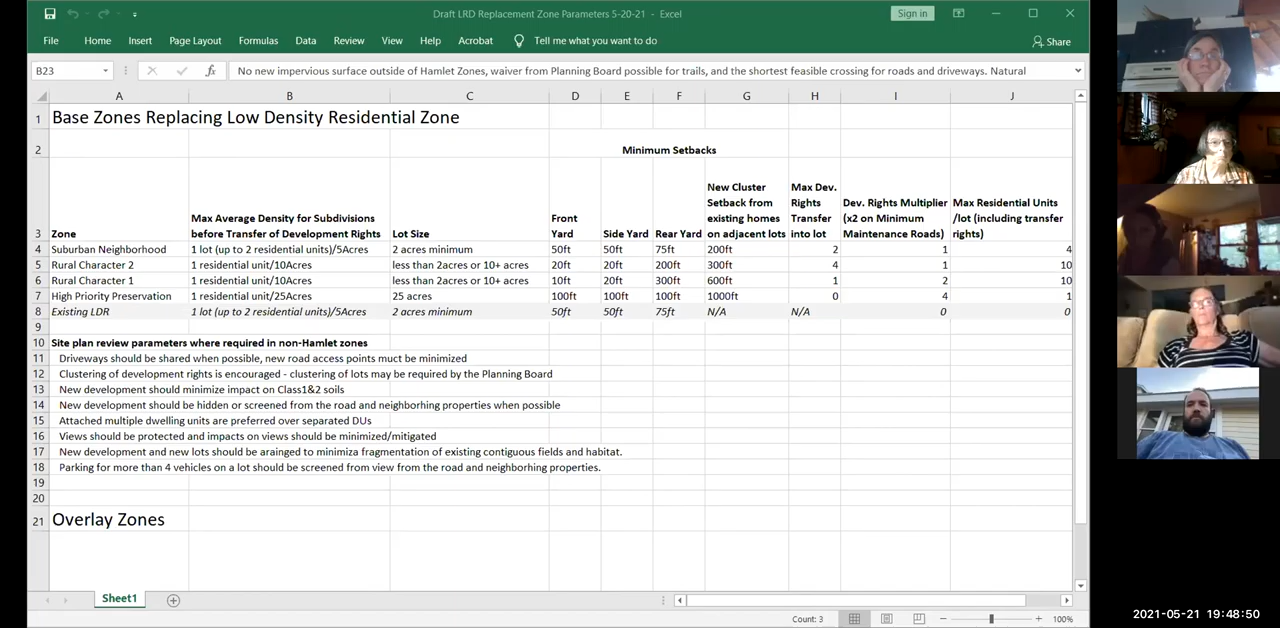 Draft LRD Replacement Zone Parameters 5-20-21 - Excel
Sign in
File Home Insert Page Layout Formulas Data Review View Help Acrobat Tell me what you want to do
Share
B23 fx No new impervious surface outside of Hamlet Zones, waiver from Planning Board possible for trails, and the shortest feasible crossing for roads and driveways. Natural
A B C D E F G H I J
1 Base Zones Replacing Low Density Residential Zone
2 Minimum Setbacks
New Cluster Max Dev.
Setback from Rights Dev. Rights Multiplier Max Residential Units
Max Average Density for Subdivisions Front existing homes Transfer (x2 on Minimum /lot (including transfer
3 Zone before Transfer of Development Rights Lot Size Yard Side Yard Rear Yard on adjacent lots into lot Maintenance Roads) rights)
4 Suburban Neighborhood 1 lot (up to 2 residential units)/5Acres 2 acres minimum 50ft 50ft 75ft 200ft 2 1 4
5 Rural Character 2 1 residential unit/10Acres less than 2acres or 10+ acres 20ft 20ft 200ft 300ft 4 1 10
6 Rural Character 1 1 residential unit/10Acres less than 2acres or 10+ acres 10ft 20ft 300ft 600ft 1 2 10
7 High Priority Preservation 1 residential unit/25Acres 25 acres 100ft 100ft 100ft 1000ft 0 4 1
8 Existing LDR 1 lot (up to 2 residential units)/5Acres 2 acres minimum 50ft 50ft 75ft N/A N/A 0 0
9
10 Site plan review parameters where required in non-Hamlet zones
11 Driveways should be shared when possible, new road access points muct be minimized
12 Clustering of development rights is encouraged - clustering of lots may be required by the Planning Board
13 New development should minimize impact on Class1&2 soils
14 New development should be hidden or screened from the road and neighborhing properties when possible
15 Attached multiple dwelling units are preferred over separated DUs
16 Views should be protected and impacts on views should be minimized/mitigated
17 New development and new lots should be arainged to minimiza fragmentation of existing contiguous fields and habitat.
18 Parking for more than 4 vehicles on a lot should be screened from view from the road and neighborhing properties.
19
20
21 Overlay Zones
Sheet1
Count: 3 100%
2021-05-21 19:48:50